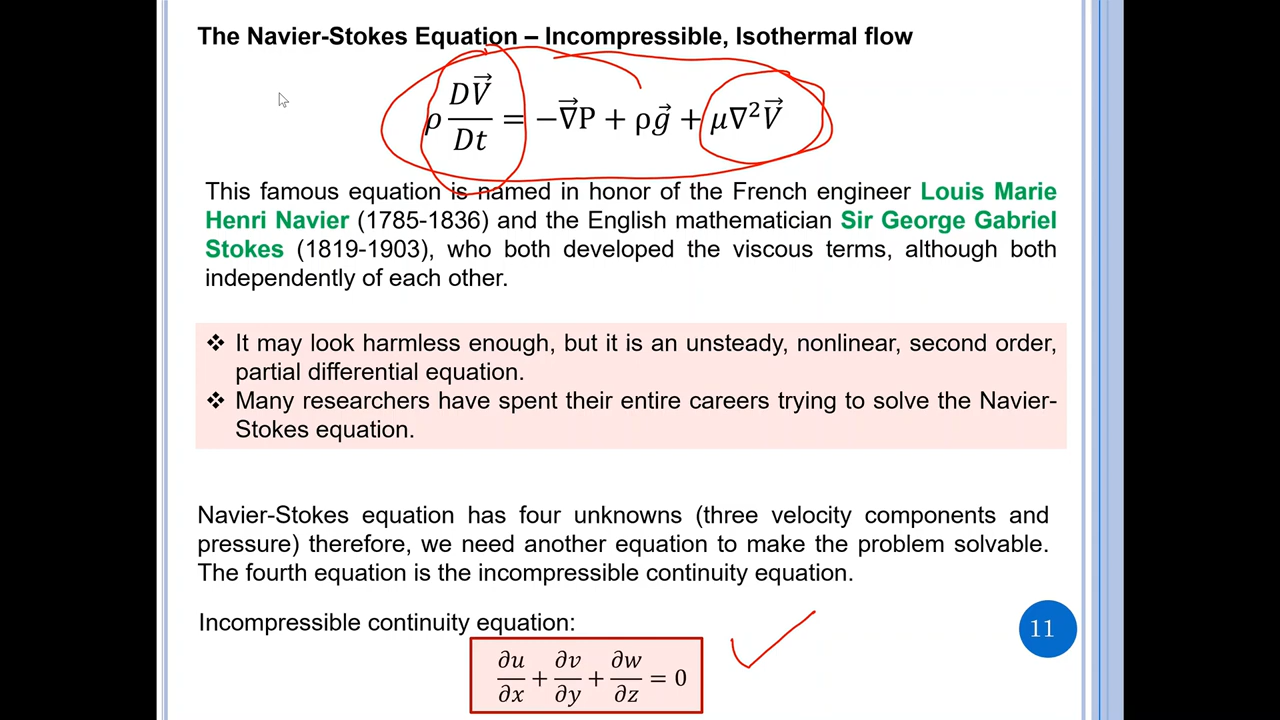 The Navier-Stokes Equation – Incompressible, Isothermal flow
ρ DV⃗/Dt = −∇⃗P + ρg⃗ + μ∇²V⃗
This famous equation is named in honor of the French engineer Louis Marie
Henri Navier (1785-1836) and the English mathematician Sir George Gabriel
Stokes (1819-1903), who both developed the viscous terms, although both
independently of each other.
❖ It may look harmless enough, but it is an unsteady, nonlinear, second order,
partial differential equation.
❖ Many researchers have spent their entire careers trying to solve the Navier-
Stokes equation.
Navier-Stokes equation has four unknowns (three velocity components and
pressure) therefore, we need another equation to make the problem solvable.
The fourth equation is the incompressible continuity equation.
Incompressible continuity equation:
11
∂u/∂x + ∂v/∂y + ∂w/∂z = 0